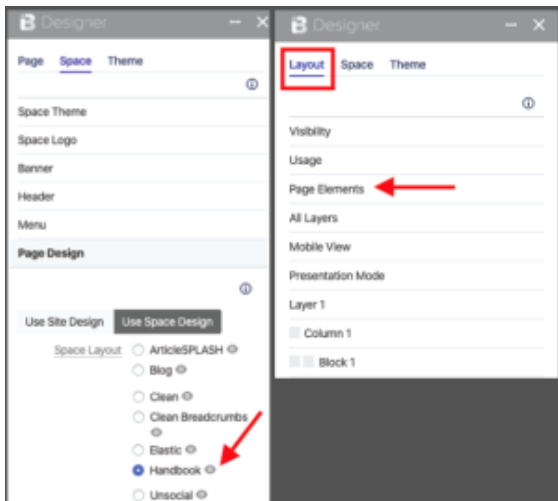 Designer
Page Space Theme
Space Theme
Space Logo
Banner
Header
Menu
Page Design
Use Site Design Use Space Design
Space Layout ArticleSPLASH
Blog
Clean
Clean Breadcrumbs
Elastic
Handbook
Unsocial
Designer
Layout Space Theme
Visibility
Usage
Page Elements
All Layers
Mobile View
Presentation Mode
Layer 1
Column 1
Block 1